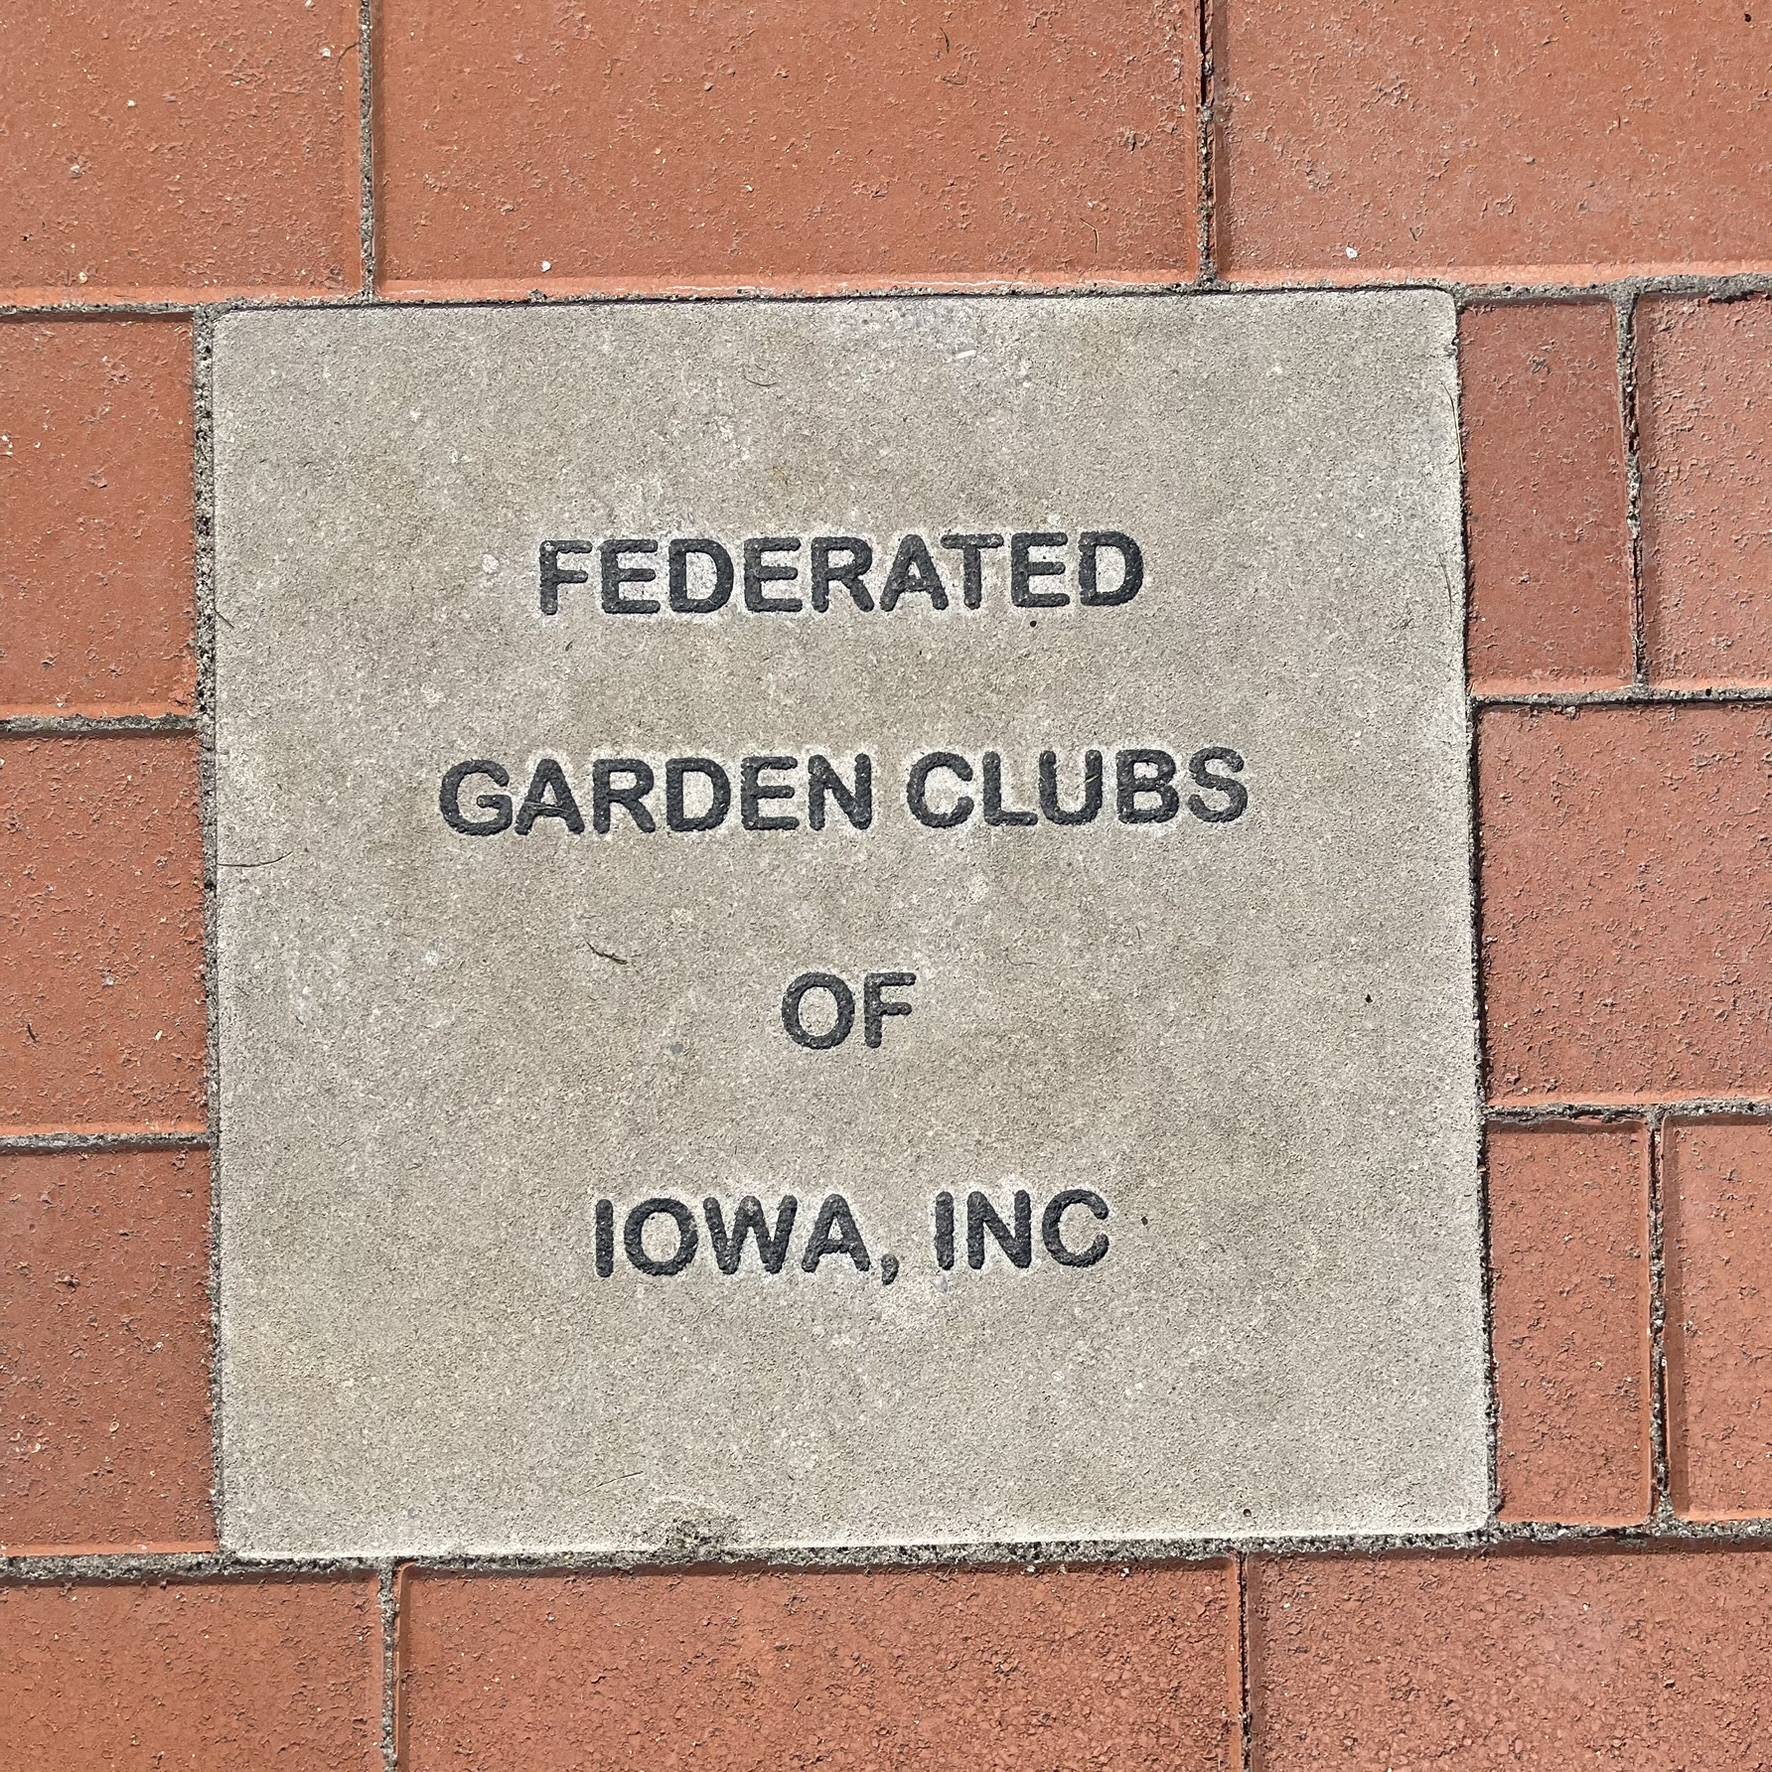 FEDERATED
GARDEN CLUBS
OF
IOWA, INC